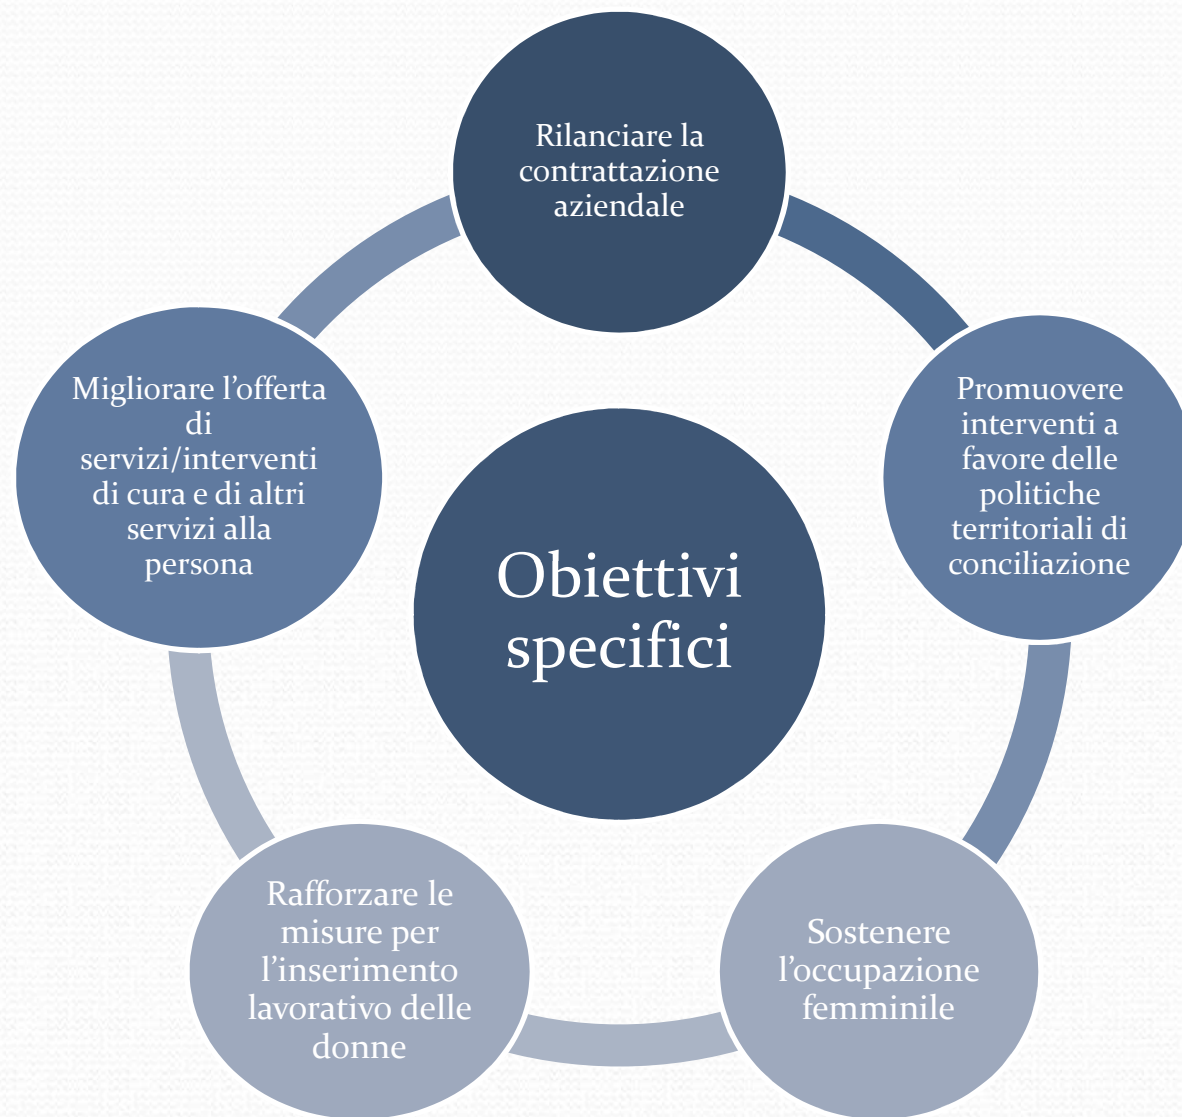 Rilanciare la
contrattazione
aziendale
Promuovere
interventi a
favore delle
politiche
territoriali di
conciliazione
Sostenere
l’occupazione
femminile
Rafforzare le
misure per
l’inserimento
lavorativo delle
donne
Migliorare l’offerta
di
servizi/interventi
di cura e di altri
servizi alla
persona
Obiettivi
specifici